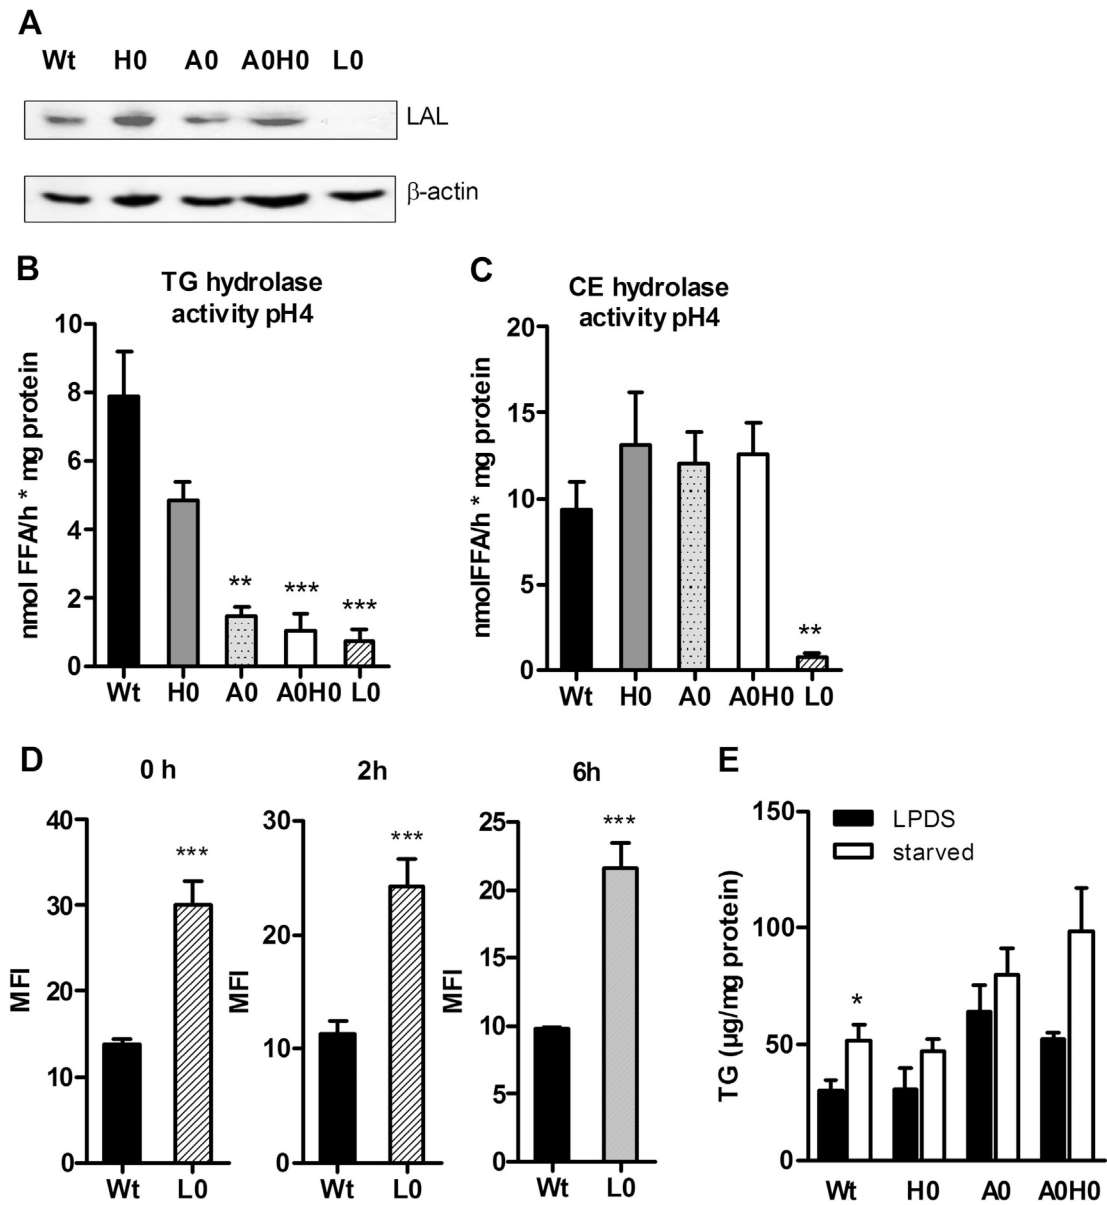 A
Wt H0 A0 A0H0 L0
LAL
β-actin
B
TG hydrolase
activity pH4
nmol FFA/h * mg protein
10
8
6
4
2
0
**
***
***
Wt H0 A0 A0H0 L0
C
CE hydrolase
activity pH4
nmolFFA/h * mg protein
20
15
10
5
0
**
Wt H0 A0 A0H0 L0
D
0 h
MFI
40
30
20
10
0
***
Wt L0
2h
MFI
30
20
10
0
***
Wt L0
6h
MFI
25
20
15
10
5
0
***
Wt L0
E
TG (µg/mg protein)
150
100
50
0
LPDS
starved
*
Wt H0 A0 A0H0